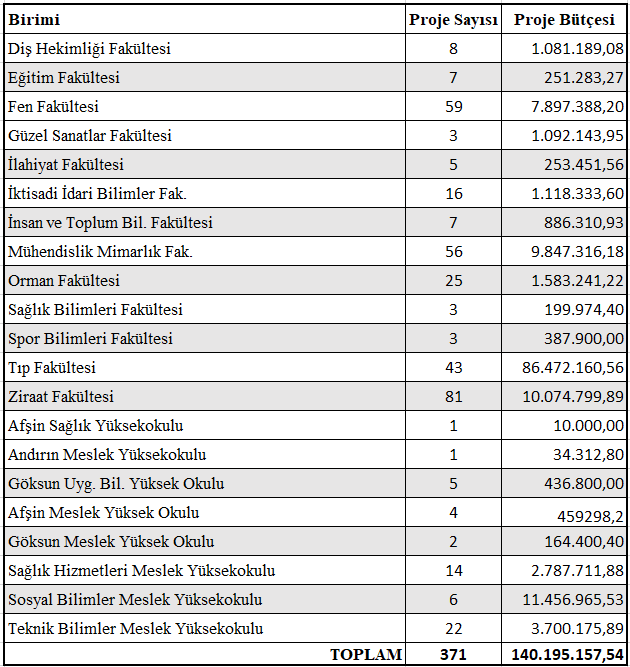 Birimi Proje Sayısı Proje Bütçesi
Diş Hekimliği Fakültesi 8 1.081.189,08
Eğitim Fakültesi 7 251.283,27
Fen Fakültesi 59 7.897.388,20
Güzel Sanatlar Fakültesi 3 1.092.143,95
İlahiyat Fakültesi 5 253.451,56
İktisadi İdari Bilimler Fak. 16 1.118.333,60
İnsan ve Toplum Bil. Fakültesi 7 886.310,93
Mühendislik Mimarlık Fak. 56 9.847.316,18
Orman Fakültesi 25 1.583.241,22
Sağlık Bilimleri Fakültesi 3 199.974,40
Spor Bilimleri Fakültesi 3 387.900,00
Tıp Fakültesi 43 86.472.160,56
Ziraat Fakültesi 81 10.074.799,89
Afşin Sağlık Yüksekokulu 1 10.000,00
Andırın Meslek Yüksekokulu 1 34.312,80
Göksun Uyg. Bil. Yüksek Okulu 5 436.800,00
Afşin Meslek Yüksek Okulu 4 459298,2
Göksun Meslek Yüksek Okulu 2 164.400,40
Sağlık Hizmetleri Meslek Yüksekokulu 14 2.787.711,88
Sosyal Bilimler Meslek Yüksekokulu 6 11.456.965,53
Teknik Bilimler Meslek Yüksekokulu 22 3.700.175,89
TOPLAM 371 140.195.157,54